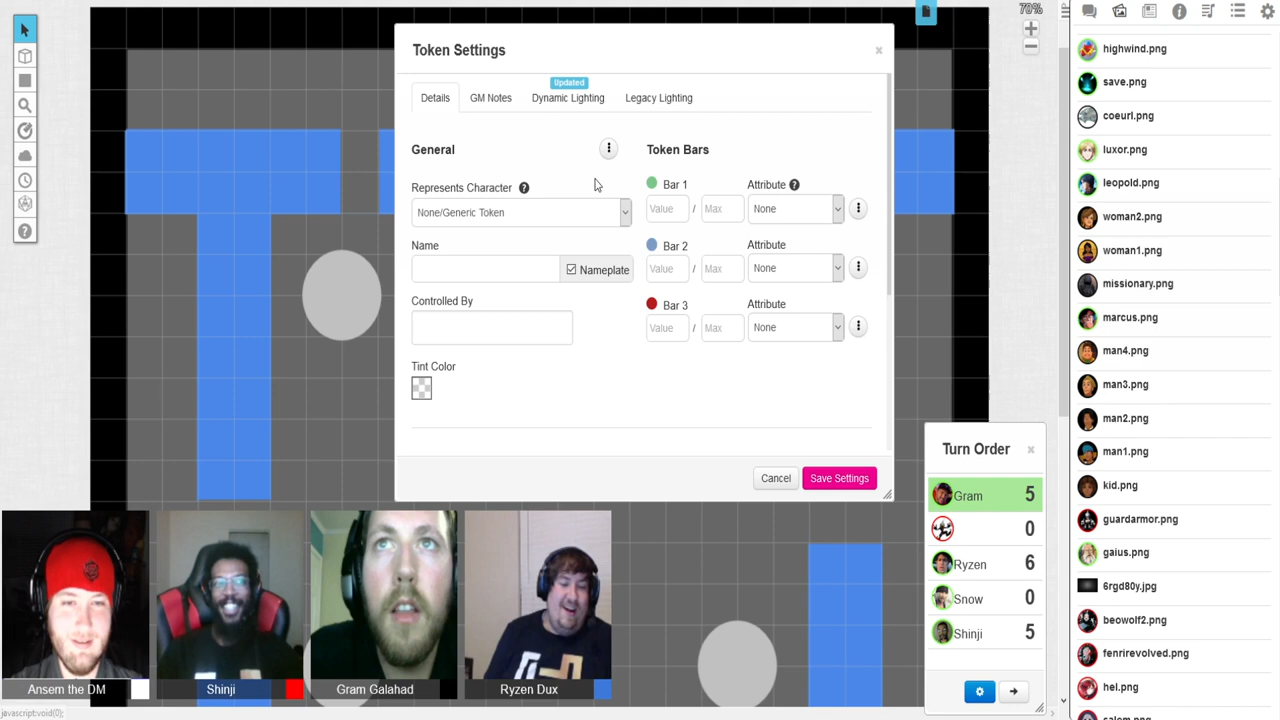 70%
Token Settings
×
Updated
Details
GM Notes
Dynamic Lighting
Legacy Lighting
General
Represents Character ?
None/Generic Token
Name
Nameplate
Controlled By
Tint Color
Token Bars
Bar 1
Attribute ?
Value / Max
None
Bar 2
Attribute
Value / Max
None
Bar 3
Attribute
Value / Max
None
Cancel
Save Settings
Turn Order ×
Gram 5
0
Ryzen 6
Snow 0
Shinji 5
highwind.png
save.png
coeurl.png
luxor.png
leopold.png
woman2.png
woman1.png
missionary.png
marcus.png
man4.png
man3.png
man2.png
man1.png
kid.png
guardarmor.png
gaius.png
6rgd80y.jpg
beowolf2.png
fenrirevolved.png
hel.png
salem.png
Ansem the DM
Shinji
Gram Galahad
Ryzen Dux
javascript:void(0);